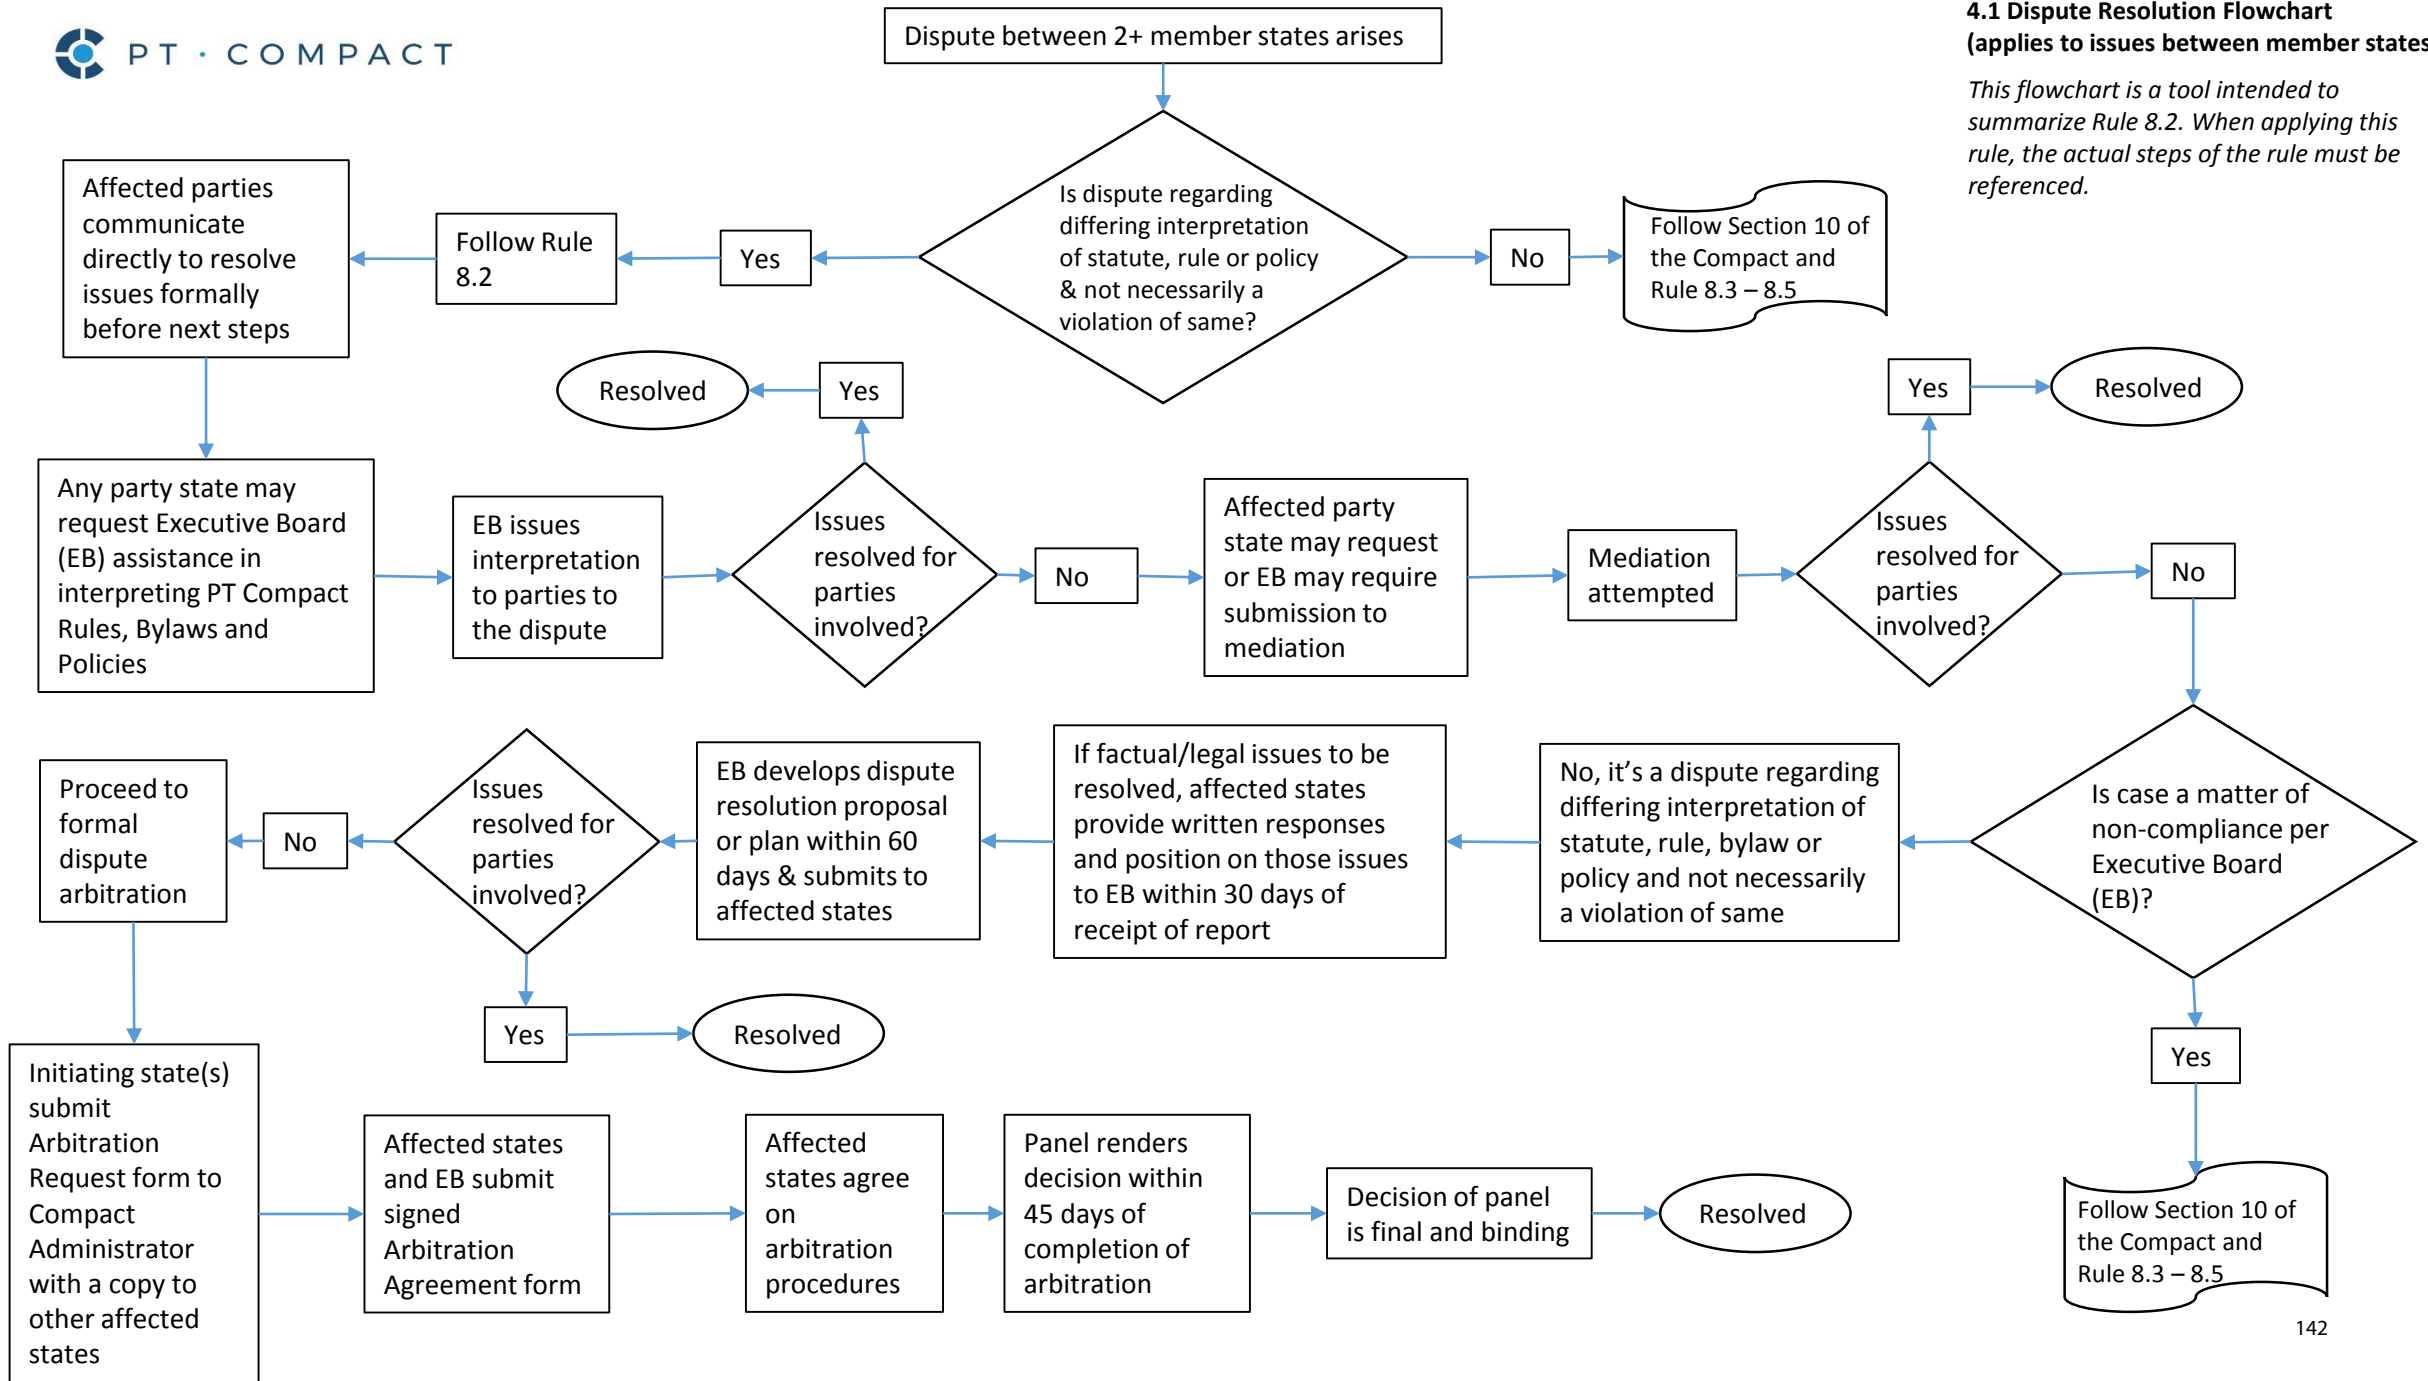 PT · COMPACT
4.1 Dispute Resolution Flowchart
(applies to issues between member states
This flowchart is a tool intended to
summarize Rule 8.2. When applying this
rule, the actual steps of the rule must be
referenced.
Dispute between 2+ member states arises
Is dispute regarding
differing interpretation
of statute, rule or policy
& not necessarily a
violation of same?
No
Follow Section 10 of
the Compact and
Rule 8.3 – 8.5
Yes
Follow Rule
8.2
Affected parties
communicate
directly to resolve
issues formally
before next steps
Any party state may
request Executive Board
(EB) assistance in
interpreting PT Compact
Rules, Bylaws and
Policies
EB issues
interpretation
to parties to
the dispute
Issues
resolved for
parties
involved?
Yes
Resolved
No
Affected party
state may request
or EB may require
submission to
mediation
Mediation
attempted
Issues
resolved for
parties
involved?
Yes
Resolved
No
Is case a matter of
non-compliance per
Executive Board
(EB)?
Yes
Follow Section 10 of
the Compact and
Rule 8.3 – 8.5
No, it’s a dispute regarding
differing interpretation of
statute, rule, bylaw or
policy and not necessarily
a violation of same
If factual/legal issues to be
resolved, affected states
provide written responses
and position on those issues
to EB within 30 days of
receipt of report
EB develops dispute
resolution proposal
or plan within 60
days & submits to
affected states
Issues
resolved for
parties
involved?
Yes
Resolved
No
Proceed to
formal
dispute
arbitration
Initiating state(s)
submit
Arbitration
Request form to
Compact
Administrator
with a copy to
other affected
states
Affected states
and EB submit
signed
Arbitration
Agreement form
Affected
states agree
on
arbitration
procedures
Panel renders
decision within
45 days of
completion of
arbitration
Decision of panel
is final and binding
Resolved
142